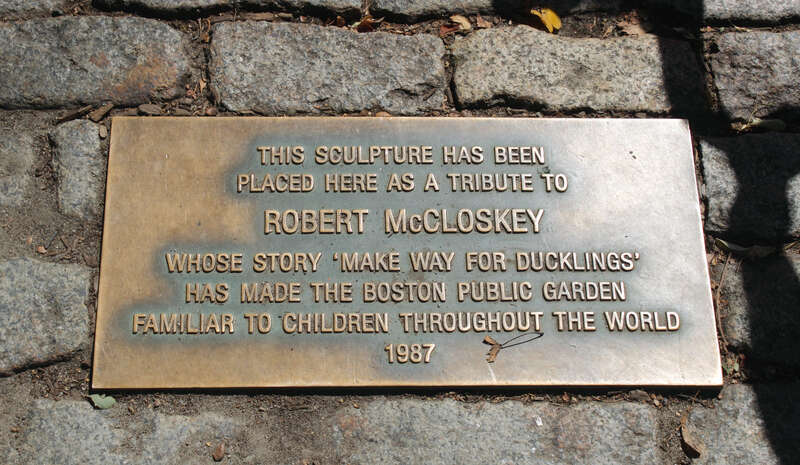 THIS SCULPTURE HAS BEEN
PLACED HERE AS A TRIBUTE TO
ROBERT McCLOSKEY
WHOSE STORY 'MAKE WAY FOR DUCKLINGS'
HAS MADE THE BOSTON PUBLIC GARDEN
FAMILIAR TO CHILDREN THROUGHOUT THE WORLD
1987